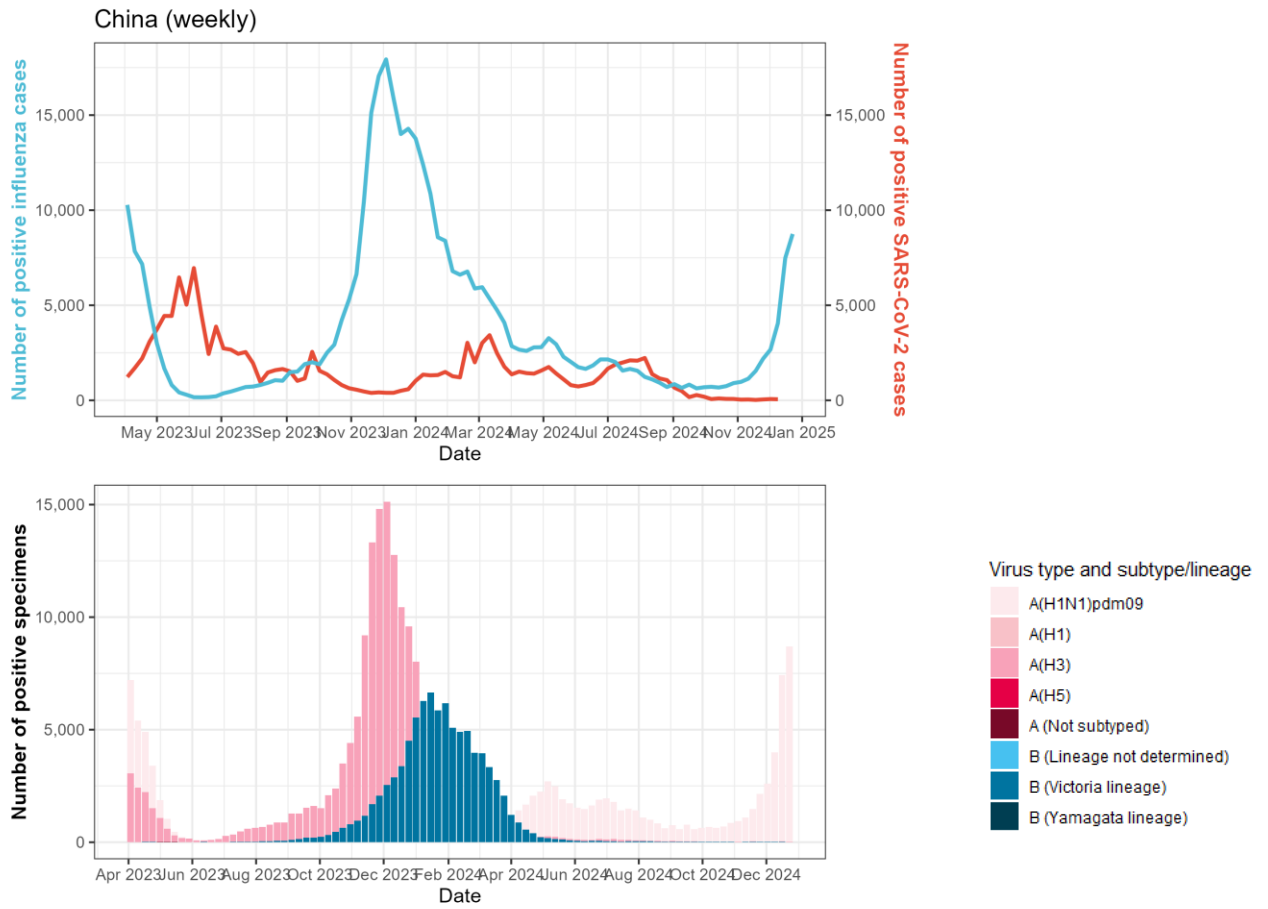 China (weekly)
Number of positive influenza cases
15,000
10,000
5,000
0
15,000
10,000
5,000
0
Number of positive SARS-CoV-2 cases
May 2023 Jul 2023 Sep 2023 Nov 2023 Jan 2024 Mar 2024 May 2024 Jul 2024 Sep 2024 Nov 2024 Jan 2025
Date
Number of positive specimens
15,000
10,000
5,000
0
Apr 2023 Jun 2023 Aug 2023 Oct 2023 Dec 2023 Feb 2024 Apr 2024 Jun 2024 Aug 2024 Oct 2024 Dec 2024
Date
Virus type and subtype/lineage
A(H1N1)pdm09
A(H1)
A(H3)
A(H5)
A (Not subtyped)
B (Lineage not determined)
B (Victoria lineage)
B (Yamagata lineage)